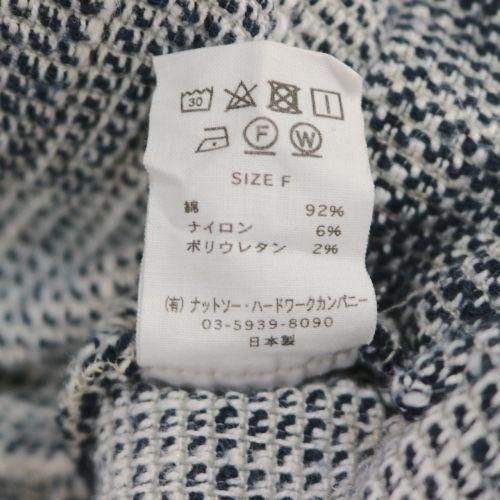 30
F W
SIZE F
綿 92%
ナイロン 6%
ポリウレタン 2%
(有)ナットソー・ハードワークカンパニー
03-5939-8090
日本製